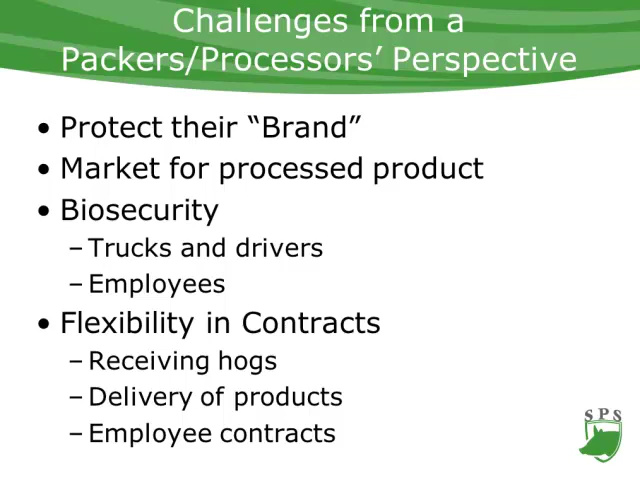 Challenges from a
Packers/Processors’ Perspective
• Protect their “Brand”
• Market for processed product
• Biosecurity
– Trucks and drivers
– Employees
• Flexibility in Contracts
– Receiving hogs
– Delivery of products
– Employee contracts
SPS